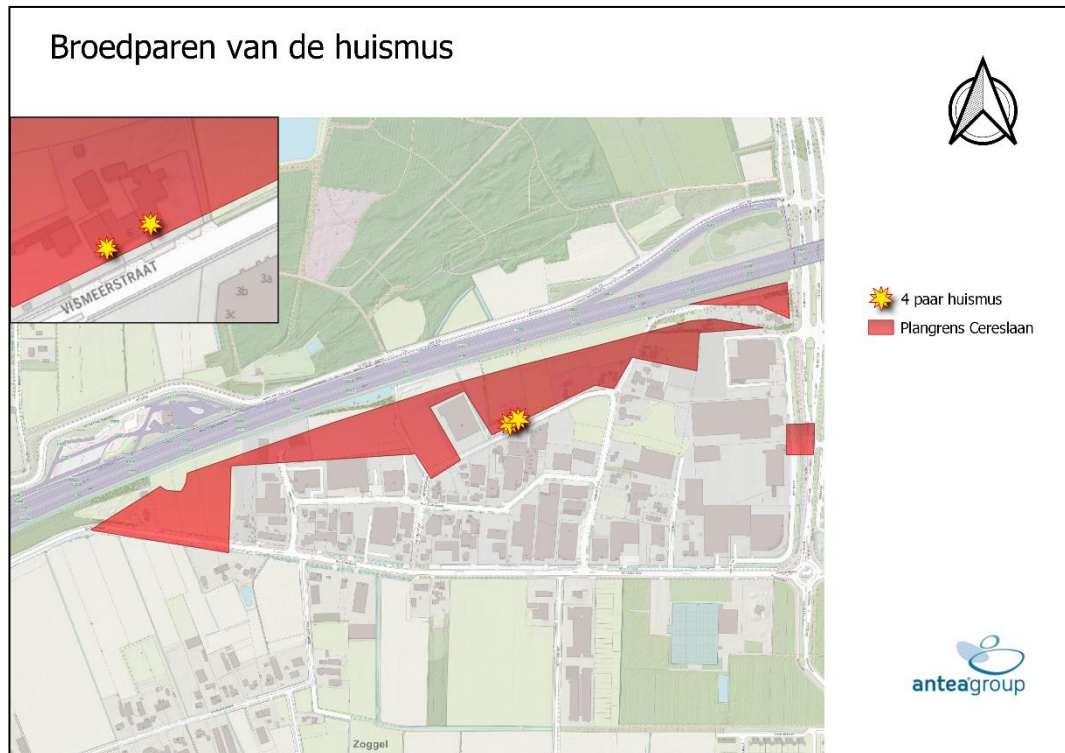 Broedparen van de huismus
VISMEERSTRAAT
3a
3b
3c
4 paar huismus
Plangrens Cereslaan
Zoggel
anteagroup